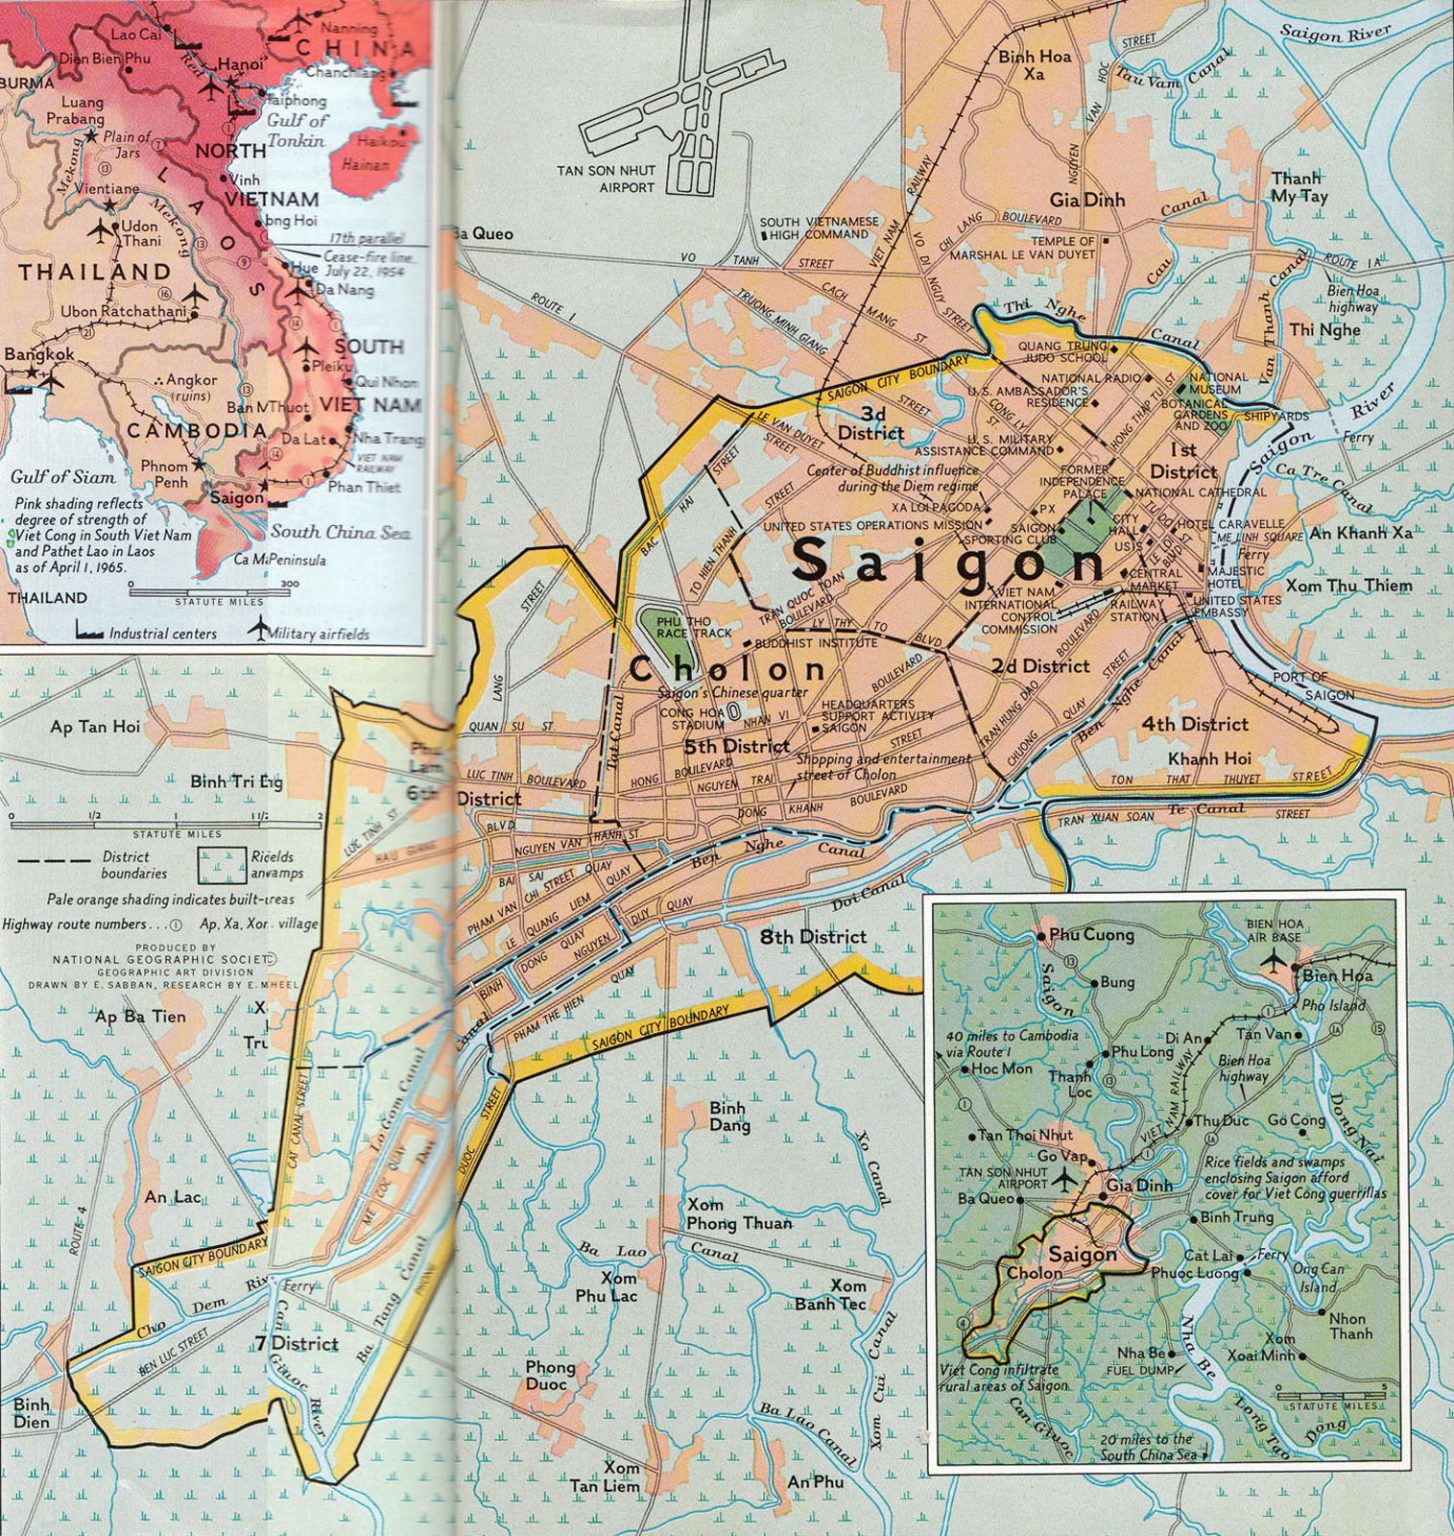 Lao Cai
Nanning
CHINA
Dien Bien Phu
Red
Hanoi
Chanchiang
BURMA
Haiphong
Luang
Prabang
Gulf of
Tonkin
Plain of
Jars
Haikou
Hainan
NORTH
VIETNAM
Mekong
Vinh
Vientiane
LAOS
Mekong
ong Hoi
Udon
Thani
17th parallel
Cease-fire line,
July 22, 1954
THAILAND
Hue
Da Nang
Ubon Ratchathani
SOUTH
VIET NAM
Bangkok
Pleiku
Angkor
(ruins)
Qui Nhon
Ban M Thuot
CAMBODIA
Da Lat
Nha Trang
VIET NAM
RAILWAY
Gulf of Siam
Phnom
Penh
Saigon
Phan Thiet
Pink shading reflects
degree of strength of
Viet Cong in South Viet Nam
and Pathet Lao in Laos
as of April 1, 1965.
South China Sea
Ca M Peninsula
THAILAND
0 300
STATUTE MILES
Industrial centers
Military airfields
Saigon River
Binh Hoa
Xa
STREET
Tau Vam Canal
VAN HOC
NGUYEN
TAN SON NHUT
AIRPORT
RAILWAY
VIET NAM
Thanh
My Tay
Gia Dinh
Canal
CHI LANG BOULEVARD
SOUTH VIETNAMESE
HIGH COMMAND
Ba Queo
TEMPLE OF
MARSHAL LE VAN DUYET
VO TANH STREET
VO DI NGUY STREET
Cau
ROUTE 1A
Bien Hoa
highway
ROUTE 1
CACH MANG ST
TRUONG MINH GIANG
STREET
Thi Nghe
Canal
Thi Nghe
Van Thanh Canal
QUANG TRUNG
JUDO SCHOOL
SAIGON CITY BOUNDARY
NATIONAL RADIO
NATIONAL
MUSEUM
U.S. AMBASSADOR'S
RESIDENCE
BOTANICAL
GARDENS
AND ZOO
SHIPYARDS
River
Ferry
HONG THAP TU ST
3d
District
CONG LY
ST
LE VAN DUYET
STREET
U.S. MILITARY
ASSISTANCE COMMAND
1st
District
Saigon
Ca Tre Canal
Center of Buddhist influence
during the Diem regime
FORMER
INDEPENDENCE
PALACE
NATIONAL CATHEDRAL
BAC HAI STREET
STREET
XA LOI PAGODA
PX
UNITED STATES OPERATIONS MISSION
SAIGON
SPORTING CLUB
CITY
HALL
TU DO ST
HOTEL CARAVELLE
ME LINH SQUARE
An Khanh Xa
USIS
LE LOI BLVD
Ferry
Saigon
TO HIEN THANH
CENTRAL
MARKET
MAJESTIC
HOTEL
Xom Thu Thiem
TRAN QUOC TOAN
BOULEVARD
VIET NAM
INTERNATIONAL
CONTROL
COMMISSION
RAILWAY
STATION
UNITED STATES
EMBASSY
STREET
PHU THO
RACE TRACK
LY THY TO BLVD
BUDDHIST INSTITUTE
BOULEVARD
2d District
Cholon
Saigon's Chinese quarter
BOULEVARD
STREET
TRAN HUNG DAO
PORT OF
SAIGON
LANG
CONG HOA
STADIUM
NHAN VI
HEADQUARTERS
SUPPORT ACTIVITY
SAIGON
QUAY
CHUONG
Ben Nghe Canal
4th District
Khanh Hoi
Ap Tan Hoi
QUAN SU ST
Tat Canal
5th District
STREET
Shopping and entertainment
street of Cholon
Phu
Lam
Binh Tri
LUC TINH BOULEVARD
HONG BOULEVARD
NGUYEN TRAI
TON THAT THUYET STREET
6th District
DONG KHANH BOULEVARD
TRAN XUAN SOAN
Te Canal
STREET
0 1/2 1 2
STATUTE MILES
BLVD
LUC TINH ST
HAU GIANG
NGUYEN VAN THANH ST
Ben Nghe Canal
District
boundaries
BAI SAI
PHAM VAN CHI STREET
QUAY
Pale orange shading indicates built-
Highway route numbers...① Ap, Xa, Xom village
LE QUANG LIEM QUAY
DUY QUAY
Doi Canal
PRODUCED BY
NATIONAL GEOGRAPHIC SOCIETY
GEOGRAPHIC ART DIVISION
DRAWN BY E. SABBAN, RESEARCH BY E. M HEEL
DONG QUAY
NGUYEN
BINH
QUAY
PHAM THE HIEN
8th District
Canal
SAIGON CITY BOUNDARY
Ap Ba Tien
CAT CANAL STREET
Lo Gom Canal
ME COC QUAY
DUOC
STREET
Binh
Dang
Xo Canal
An Lac
ROUTE 4
Xom
Phong Thuan
SAIGON CITY BOUNDARY
Ba Lao Canal
Xom
Phu Lac
Xom
Banh Tec
Ferry
Cho Dem
BEN LUC STREET
7 District
Can Giuoc River
Ba Tang Canal
PHONG
Binh
Dien
Phong
Duoc
Xom Cui Canal
Ba Lao Canal
Xom
Tan Liem
An Phu
Phu Cuong
BIEN HOA
AIR BASE
Bien Hoa
Saigon
Bung
Pho Island
40 miles to Cambodia
via Route 1
Di An
Tan Van
Hoc Mon
Phu Long
Bien Hoa
highway
Thanh
Loc
VIET NAM RAILWAY
Dong Nai
Thu Duc
Go Cong
Tan Thoi Nhut
Go Vap
TAN SON NHUT
AIRPORT
Rice fields and swamps
enclosing Saigon afford
cover for Viet Cong guerrillas
Ba Queo
Gia Dinh
Binh Trung
Saigon
Cholon
Cat Lai
Ferry
Phuoc Luong
Ong Can
Island
Nhon
Thanh
Nha Be
Xom
Xoai Minh
Nha Be
FUEL DUMP
Viet Cong infiltrate
rural areas of Saigon
0 5
STATUTE MILES
Can Giuoc
Long Tao
Dong
20 miles to the
South China Sea